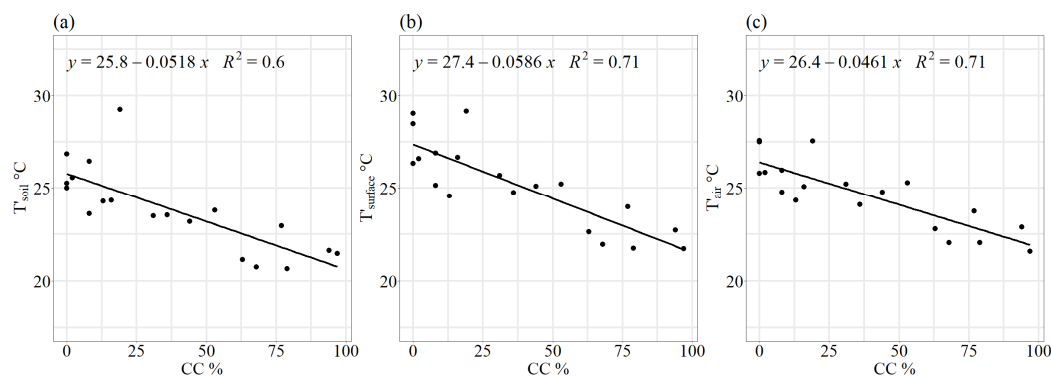 (a)
y = 25.8 – 0.0518 x R² = 0.6
T'soil °C
30
25
20
0 25 50 75 100
CC %
(b)
y = 27.4 – 0.0586 x R² = 0.71
T'surface °C
30
25
20
0 25 50 75 100
CC %
(c)
y = 26.4 – 0.0461 x R² = 0.71
T'air °C
30
25
20
0 25 50 75 100
CC %